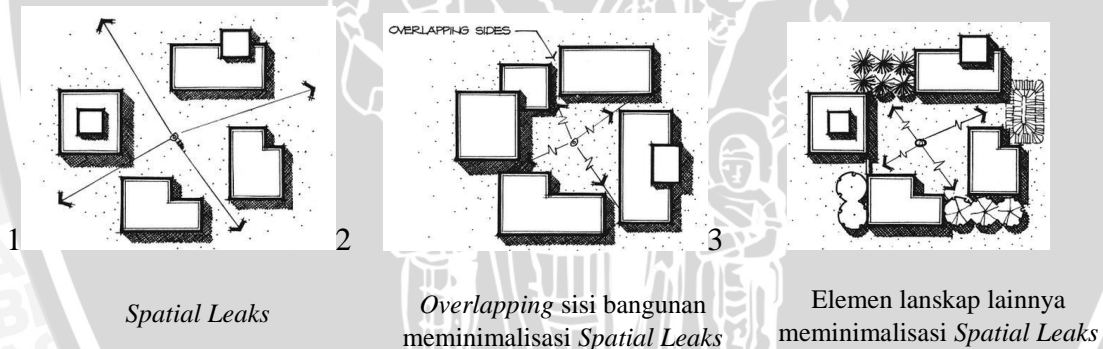 OVERLAPPING SIDES
1
2
3
Spatial Leaks
Overlapping sisi bangunan
meminimalisasi Spatial Leaks
Elemen lanskap lainnya
meminimalisasi Spatial Leaks